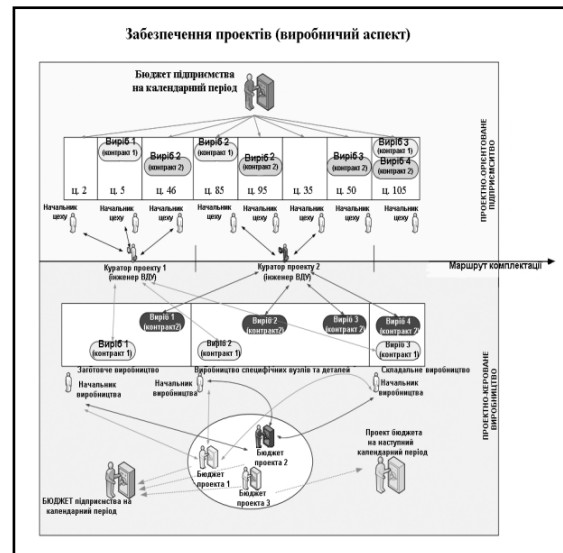 Забезпечення проектів (виробничий аспект)
Бюджет підприємства
на календарний період
Виріб 1
(контракт 1)
Виріб 2
(контракт 2)
Виріб 2
(контракт 1)
Виріб 2
(контракт 2)
Виріб 3
(контракт 2)
Виріб 3
(контракт 1)
Виріб 4
(контракт 2)
ц. 2
ц. 5
ц. 46
ц. 85
ц. 95
ц. 35
ц. 50
ц. 105
Начальник
цеху
Начальник
цеху
Начальник
цеху
Начальник
цеху
Начальник
цеху
Начальник
цеху
Начальник
цеху
Начальник
цеху
ПРОЕКТНО-ОРІЄНТОВАНЕ
ПІДПРИЄМСТВО
Куратор проекту 1
(інженер ВДУ)
Куратор проекту 2
(інженер ВДУ)
Маршрут комплектації
Виріб 1
(контракт2)
Виріб 2
(контракт2)
Виріб 3
(контракт 2)
Виріб 4
(контракт 2)
Виріб 1
(контракт 1)
Виріб 2
(контракт 1)
Виріб 3
(контракт 1)
Заготовче виробництво
Виробництво специфічних вузлів та деталей
Складальне виробництво
Начальник
виробництва
Начальник
виробництва
Начальник
виробництва
ПРОЕКТНО-КЕРОВАНЕ
ВИРОБНИЦТВО
Бюджет
проекта 2
Бюджет
проекта 1
Бюджет
проекта 3
Проект бюджета
на наступний
календарний період
БЮДЖЕТ підприємства на
календарний період